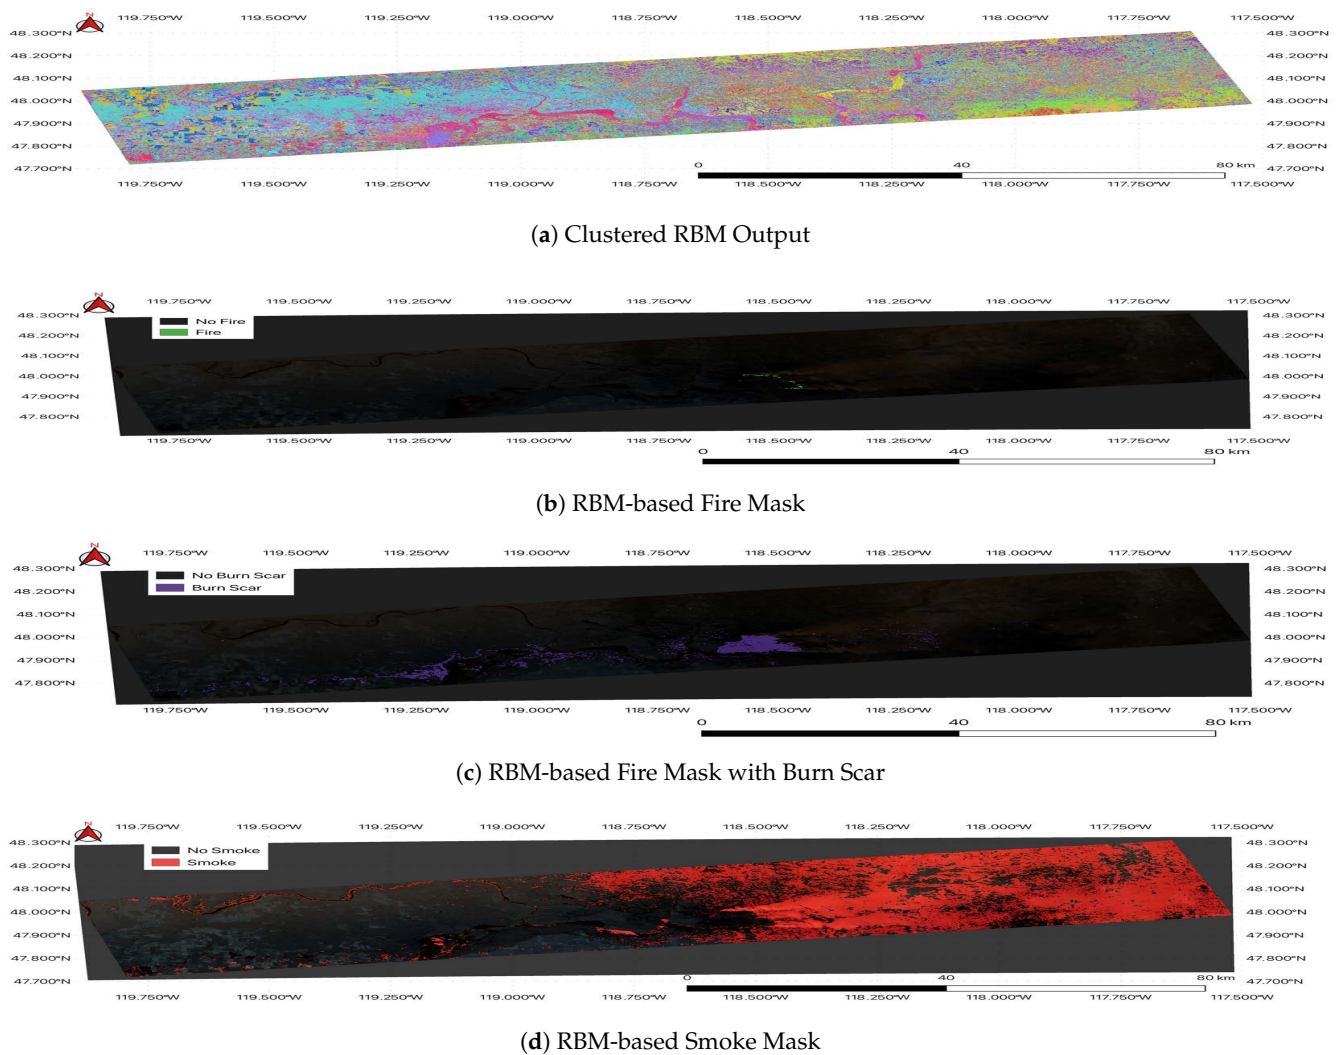 N
119.750°W 119.500°W 119.250°W 119.000°W 118.750°W 118.500°W 118.250°W 118.000°W 117.750°W 117.500°W
48.300°N 48.300°N
48.200°N 48.200°N
48.100°N 48.100°N
48.000°N 48.000°N
47.900°N 47.900°N
47.800°N 47.800°N
47.700°N 0 40 80 km 47.700°N
119.750°W 119.500°W 119.250°W 119.000°W 118.750°W 118.500°W 118.250°W 118.000°W 117.750°W 117.500°W
(a) Clustered RBM Output
N
119.750°W 119.500°W 119.250°W 119.000°W 118.750°W 118.500°W 118.250°W 118.000°W 117.750°W 117.500°W
48.300°N No Fire 48.300°N
48.200°N Fire 48.200°N
48.100°N 48.100°N
48.000°N 48.000°N
47.900°N 47.900°N
47.800°N 47.800°N
119.750°W 119.500°W 119.250°W 119.000°W 118.750°W 118.500°W 118.250°W 118.000°W 117.750°W 117.500°W
0 40 80 km
(b) RBM-based Fire Mask
N
119.750°W 119.500°W 119.250°W 119.000°W 118.750°W 118.500°W 118.250°W 118.000°W 117.750°W 117.500°W
48.300°N No Burn Scar 48.300°N
48.200°N Burn Scar 48.200°N
48.100°N 48.100°N
48.000°N 48.000°N
47.900°N 47.900°N
47.800°N 47.800°N
119.750°W 119.500°W 119.250°W 119.000°W 118.750°W 118.500°W 118.250°W 118.000°W 117.750°W 117.500°W
0 40 80 km
(c) RBM-based Fire Mask with Burn Scar
N
119.750°W 119.500°W 119.250°W 119.000°W 118.750°W 118.500°W 118.250°W 118.000°W 117.750°W 117.500°W
48.300°N No Smoke 48.300°N
48.200°N Smoke 48.200°N
48.100°N 48.100°N
48.000°N 48.000°N
47.900°N 47.900°N
47.800°N 47.800°N
47.700°N 0 40 80 km 47.700°N
119.750°W 119.500°W 119.250°W 119.000°W 118.750°W 118.500°W 118.250°W 118.000°W 117.750°W 117.500°W
(d) RBM-based Smoke Mask